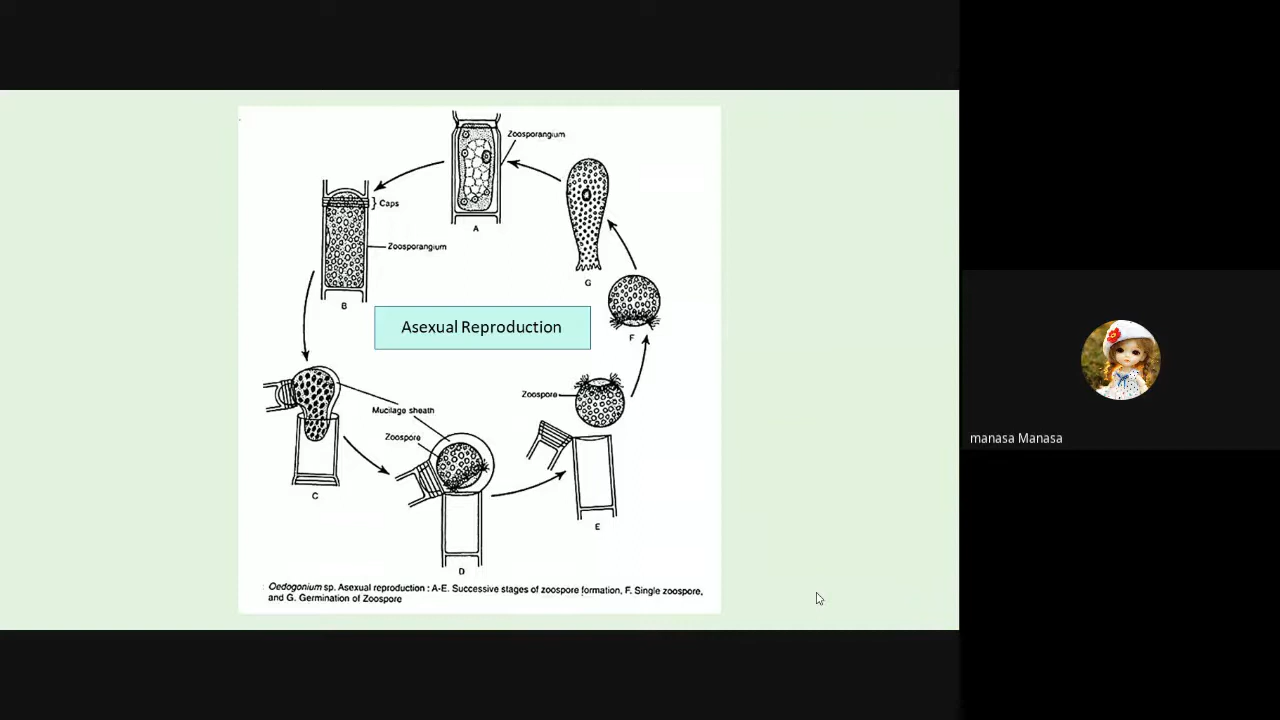 Zoosporangium
} Caps
A
Zoosporangium
G
B
Asexual Reproduction
F
Zoospore
Mucilage sheath
Zoospore
manasa Manasa
C
E
D
Oedogonium sp. Asexual reproduction : A-E. Successive stages of zoospore formation, F. Single zoospore,
and G. Germination of Zoospore